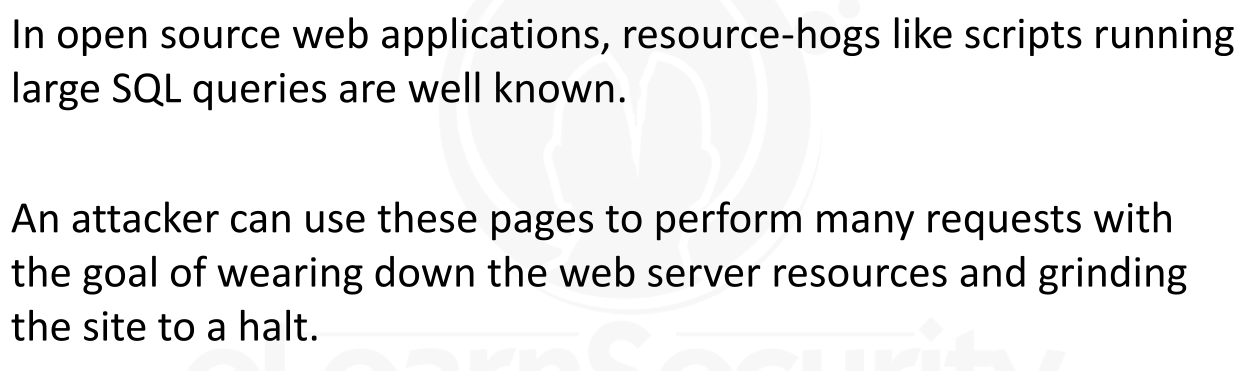 In open source web applications, resource-hogs like scripts running
large SQL queries are well known.
An attacker can use these pages to perform many requests with
the goal of wearing down the web server resources and grinding
the site to a halt.
eLearnSecurity